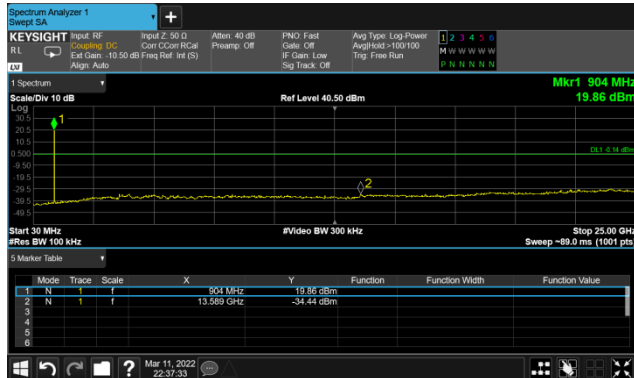 Spectrum Analyzer 1
Swept SA
+
KEYSIGHT Input: RF Input Z: 50 Ω Atten: 40 dB PNO: Fast Avg Type: Log-Power 1 2 3 4 5 6
RL Coupling: DC Corr CCorr RCal Preamp: Off Gate: Off Avg|Hold:>100/100 M W W W W W
Ext Gain: -10.50 dB Freq Ref: Int (S) IF Gain: Low Trig: Free Run
LXI Align: Auto Sig Track: Off P N N N N N
1 Spectrum Mkr1 904 MHz
Scale/Div 10 dB Ref Level 40.50 dBm 19.86 dBm
Log
30.5 1
20.5
10.5
0.500 DL1 -0.14 dBm
-9.50
-19.5
-29.5 2
-39.5
-49.5
Start 30 MHz #Video BW 300 kHz Stop 25.00 GHz
#Res BW 100 kHz Sweep ~89.0 ms (1001 pts)
5 Marker Table
Mode Trace Scale X Y Function Function Width Function Value
1 N 1 f 904 MHz 19.86 dBm
2 N 1 f 13.589 GHz -34.44 dBm
3
4
5
6
? Mar 11, 2022
22:37:33